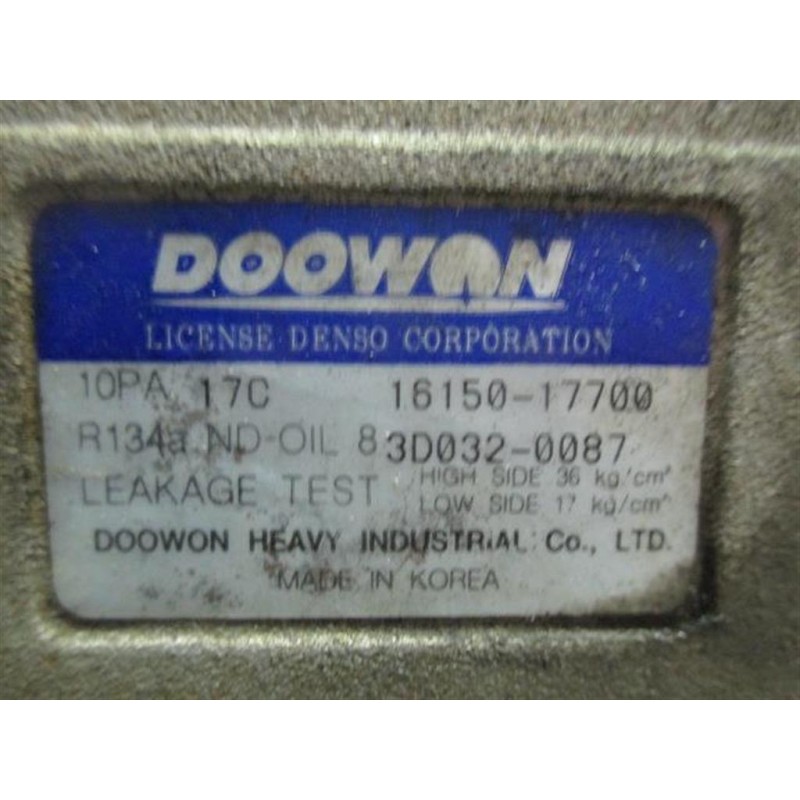 DOOWON
LICENSE DENSO CORPORATION
10PA 17C 16150-17700
R134a ND-OIL 8 3D032-0087
LEAKAGE TEST HIGH SIDE 36 kg/cm²
LOW SIDE 17 kg/cm²
DOOWON HEAVY INDUSTRIAL Co., LTD.
MADE IN KOREA